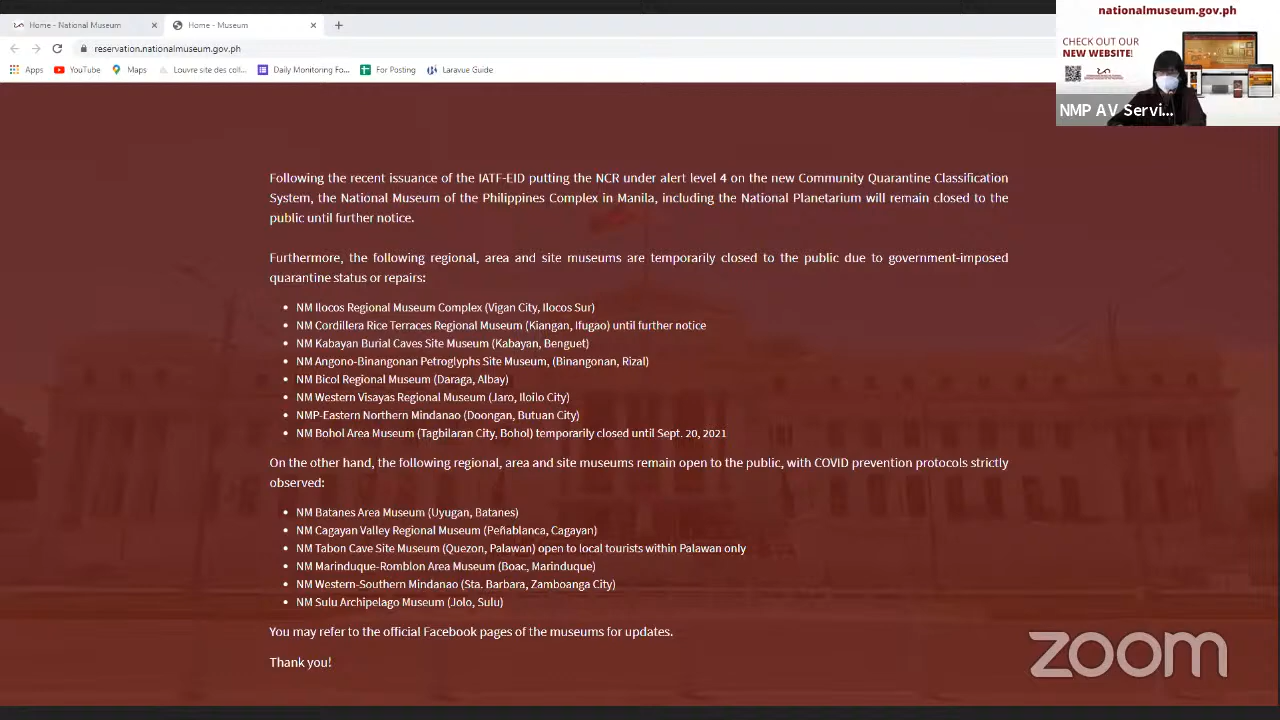 Home - National Museum
Home - Museum
reservation.nationalmuseum.gov.ph
Apps
YouTube
Maps
Louvre site des coll...
Daily Monitoring Fo...
For Posting
Laravue Guide
nationalmuseum.gov.ph
CHECK OUT OUR
NEW WEBSITE!
NMP AV Servi...
Following the recent issuance of the IATF-EID putting the NCR under alert level 4 on the new Community Quarantine Classification
System, the National Museum of the Philippines Complex in Manila, including the National Planetarium will remain closed to the
public until further notice.
Furthermore, the following regional, area and site museums are temporarily closed to the public due to government-imposed
quarantine status or repairs:
• NM Ilocos Regional Museum Complex (Vigan City, Ilocos Sur)
• NM Cordillera Rice Terraces Regional Museum (Kiangan, Ifugao) until further notice
• NM Kabayan Burial Caves Site Museum (Kabayan, Benguet)
• NM Angono-Binangonan Petroglyphs Site Museum, (Binangonan, Rizal)
• NM Bicol Regional Museum (Daraga, Albay)
• NM Western Visayas Regional Museum (Jaro, Iloilo City)
• NMP-Eastern Northern Mindanao (Doongan, Butuan City)
• NM Bohol Area Museum (Tagbilaran City, Bohol) temporarily closed until Sept. 20, 2021
On the other hand, the following regional, area and site museums remain open to the public, with COVID prevention protocols strictly
observed:
• NM Batanes Area Museum (Uyugan, Batanes)
• NM Cagayan Valley Regional Museum (Peñablanca, Cagayan)
• NM Tabon Cave Site Museum (Quezon, Palawan) open to local tourists within Palawan only
• NM Marinduque-Romblon Area Museum (Boac, Marinduque)
• NM Western-Southern Mindanao (Sta. Barbara, Zamboanga City)
• NM Sulu Archipelago Museum (Jolo, Sulu)
You may refer to the official Facebook pages of the museums for updates.
Thank you!
zoom